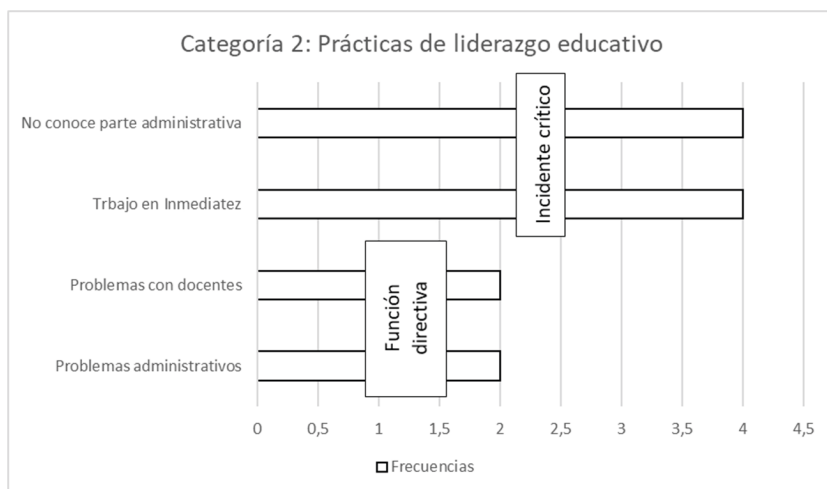 Categoría 2: Prácticas de liderazgo educativo
No conoce parte administrativa
Trbajo en Inmediatez
Problemas con docentes
Problemas administrativos
Incidente crítico
Función
directiva
0 0,5 1 1,5 2 2,5 3 3,5 4 4,5
Frecuencias